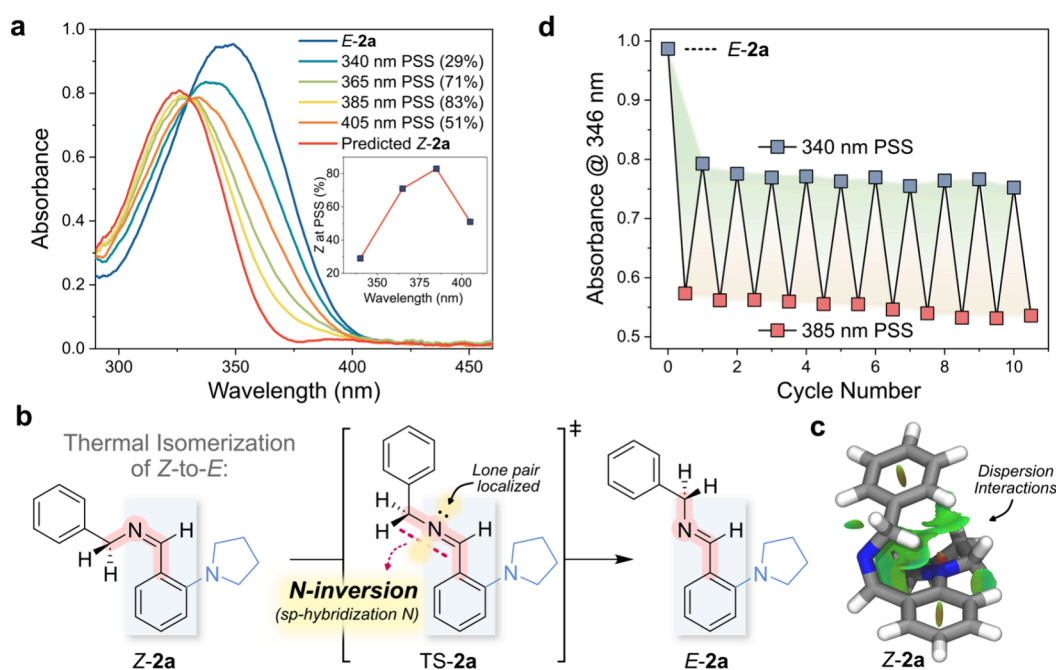 a
1.0
0.8
0.6
0.4
0.2
0.0
Absorbance
300
350
400
450
Wavelength (nm)
E-2a
340 nm PSS (29%)
365 nm PSS (71%)
385 nm PSS (83%)
405 nm PSS (51%)
Predicted Z-2a
80
60
40
20
Z at PSS (%)
350
400
Wavelength (nm)
d
1.0
0.9
0.8
0.7
0.6
0.5
Absorbance @ 346 nm
E-2a
340 nm PSS
385 nm PSS
0
2
4
6
8
10
Cycle Number
b
Thermal Isomerization
of Z-to-E:
N
H
H
H
N
Z-2a
Lone pair
localized
H
H
N
H
N
N-inversion
(sp-hybridization N)
TS-2a
‡
H
H
N
H
N
E-2a
c
Dispersion
Interactions
Z-2a